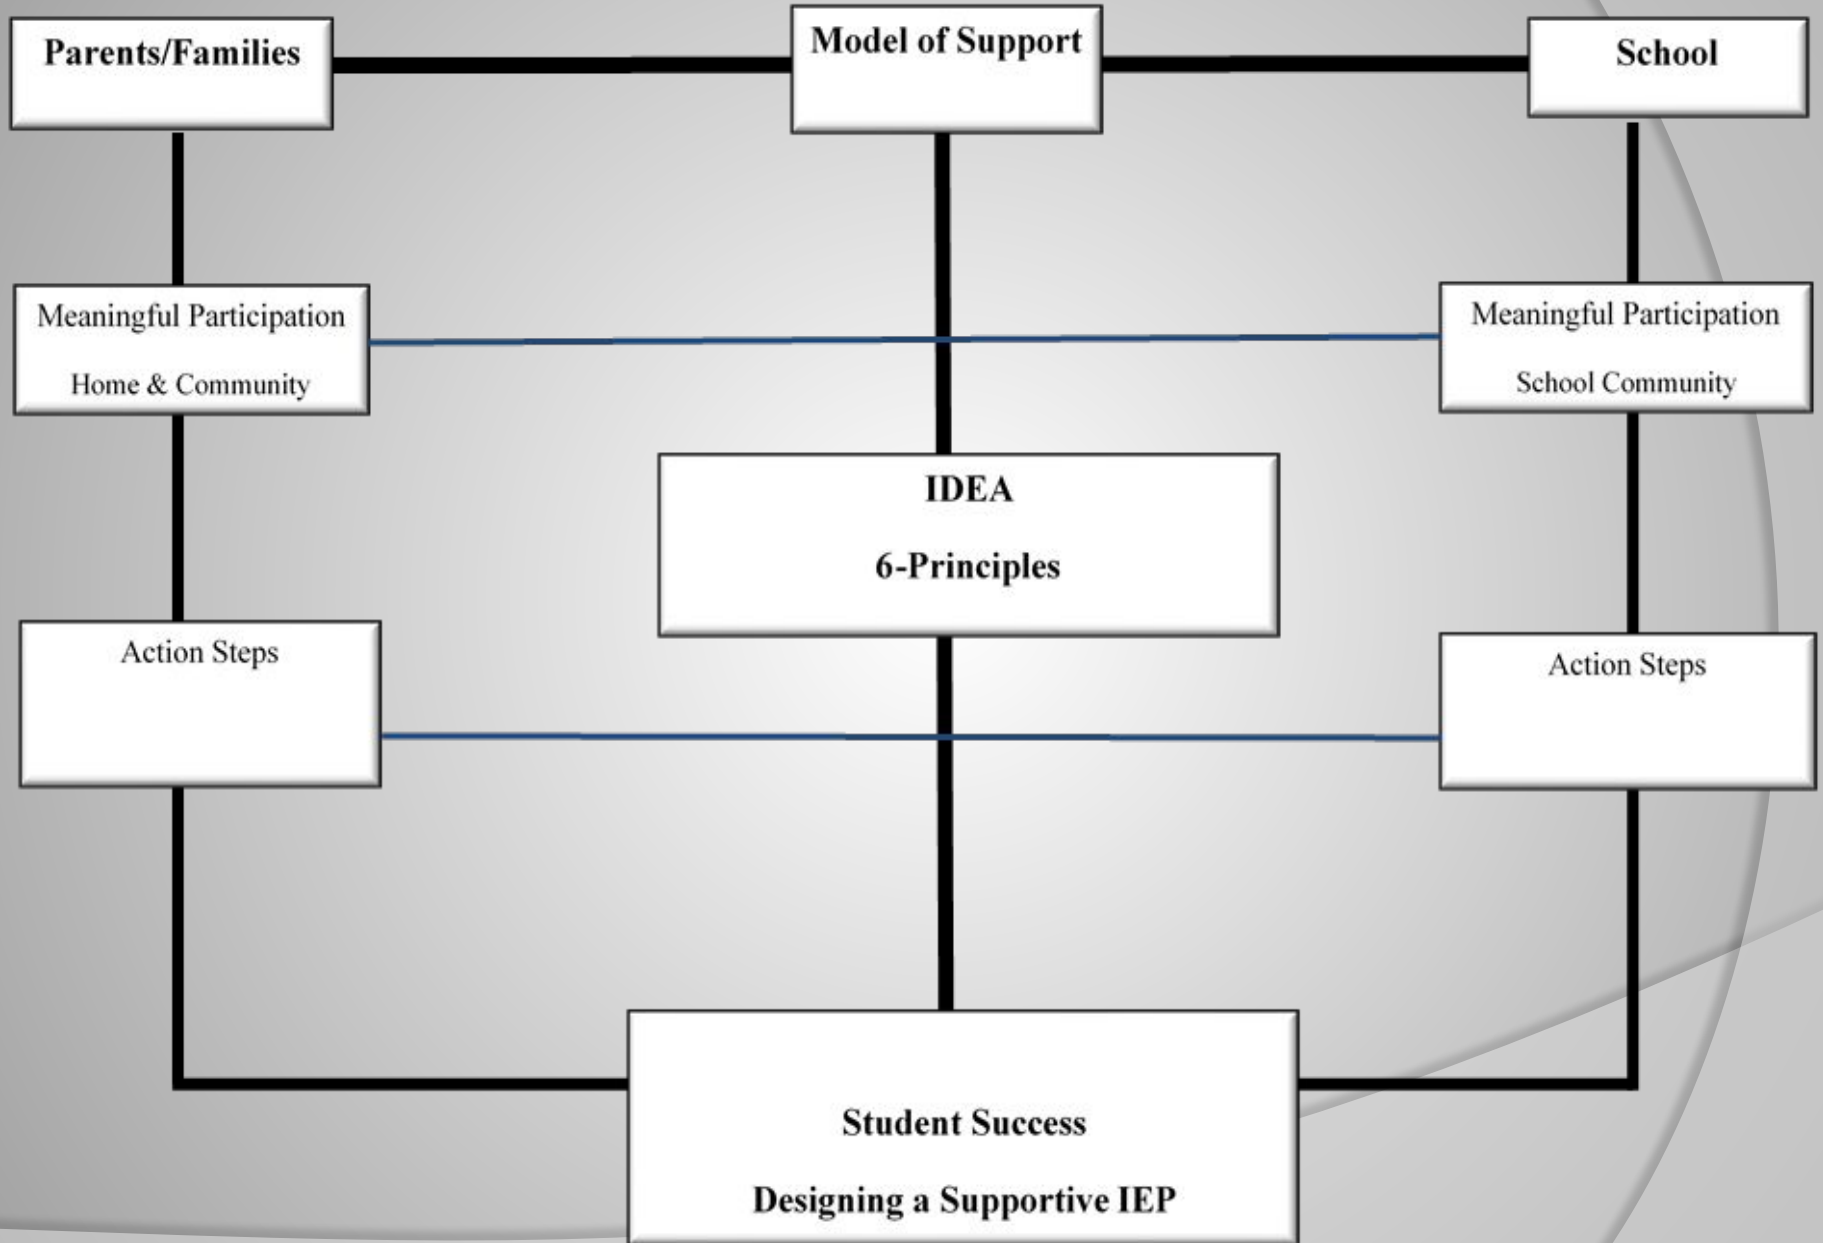 Parents/Families
Model of Support
School
Meaningful Participation
Home & Community
Meaningful Participation
School Community
IDEA
6-Principles
Action Steps
Action Steps
Student Success
Designing a Supportive IEP